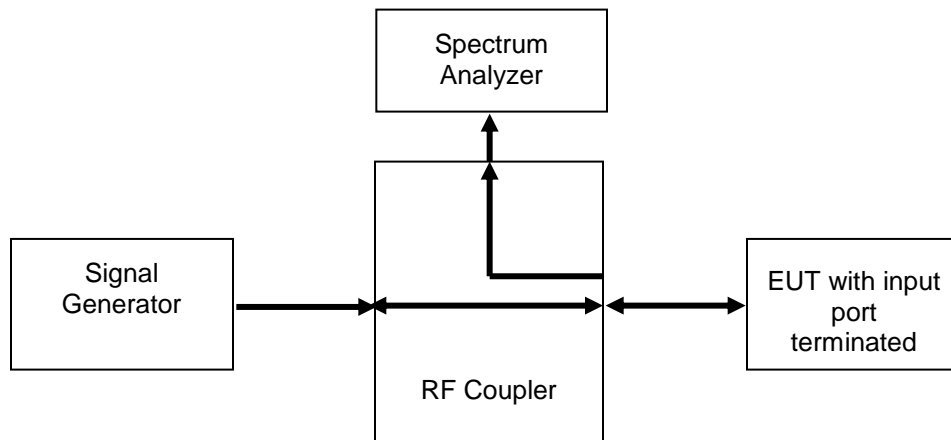 Spectrum
Analyzer
Signal
Generator
EUT with input
port
terminated
RF Coupler